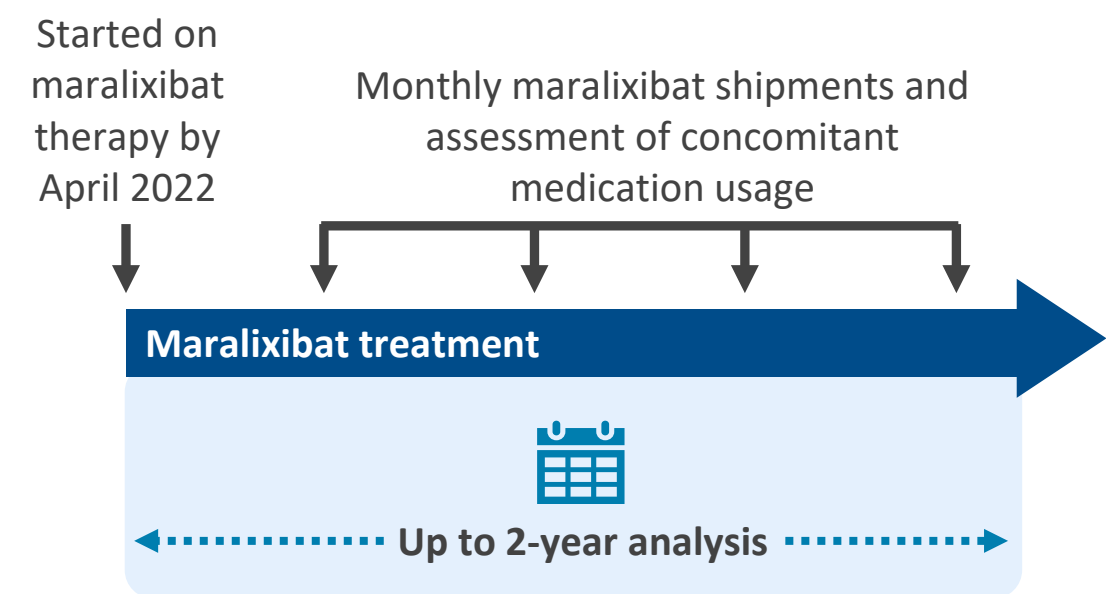 Started on
maralixibat
therapy by
April 2022
Monthly maralixibat shipments and
assessment of concomitant
medication usage
Maralixibat treatment
Up to 2-year analysis